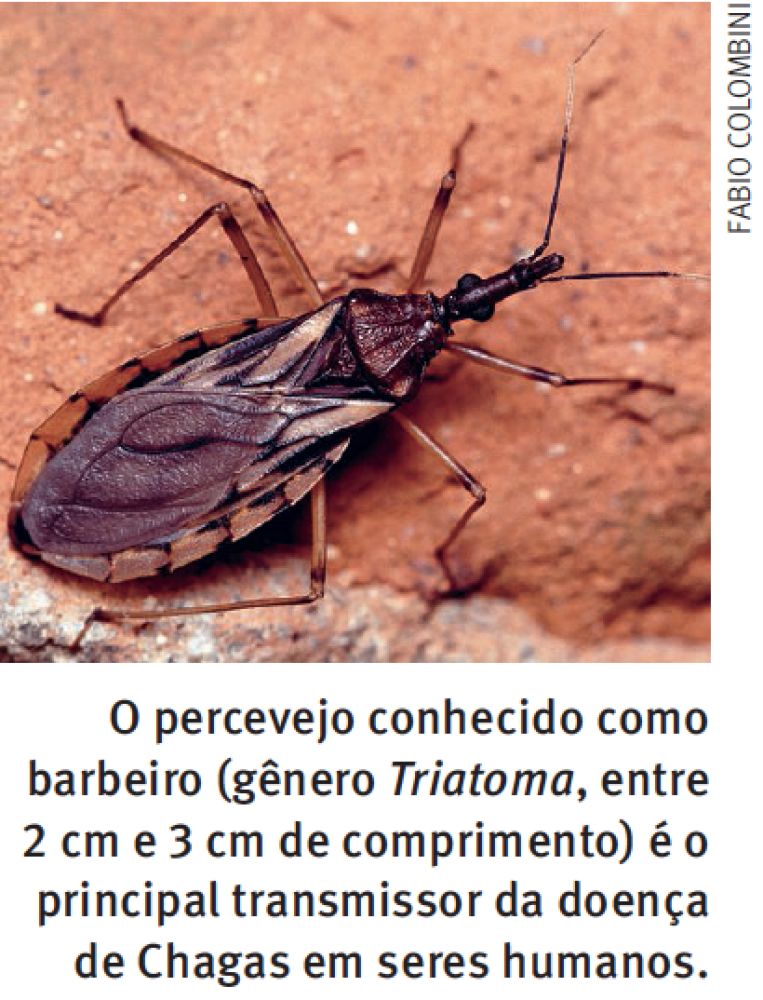 FABIO COLOMBINI
O percevejo conhecido como
barbeiro (gênero Triatoma, entre
2 cm e 3 cm de comprimento) é o
principal transmissor da doença
de Chagas em seres humanos.